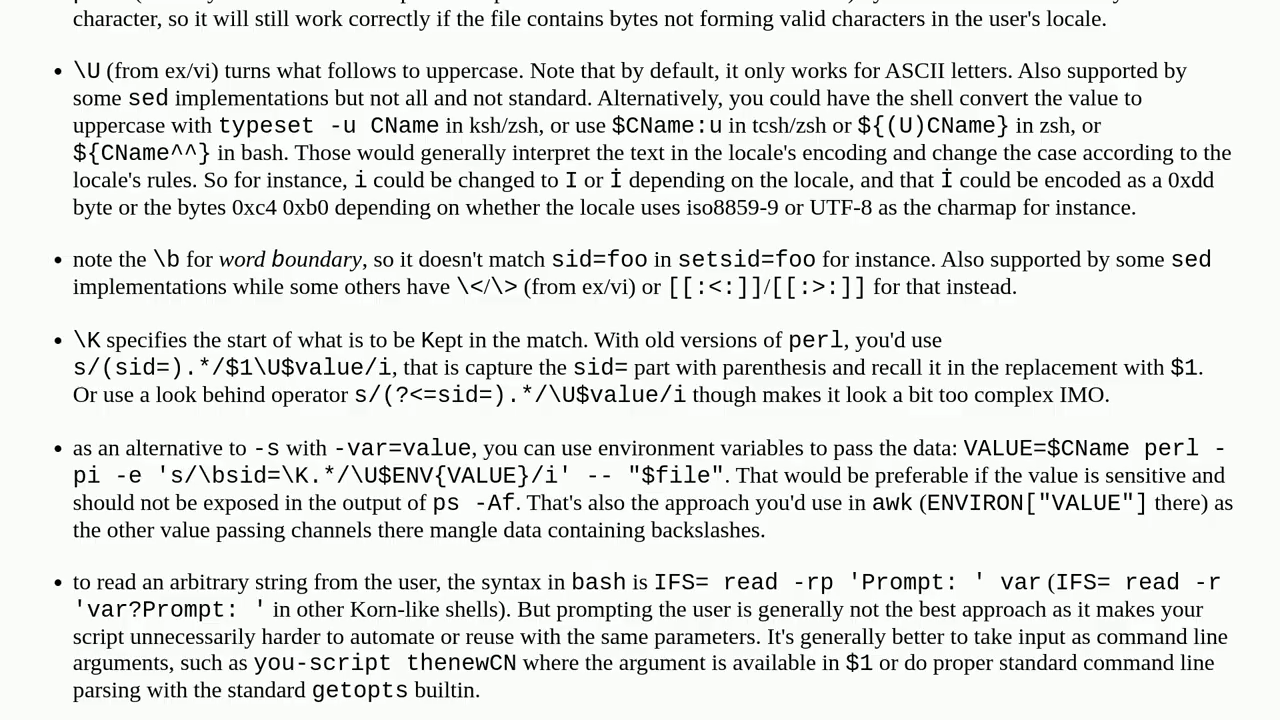 character, so it will still work correctly if the file contains bytes not forming valid characters in the user's locale.
• \U (from ex/vi) turns what follows to uppercase. Note that by default, it only works for ASCII letters. Also supported by
some sed implementations but not all and not standard. Alternatively, you could have the shell convert the value to
uppercase with typeset -u CName in ksh/zsh, or use $CName:u in tcsh/zsh or ${(U)CName} in zsh, or
${CName^^} in bash. Those would generally interpret the text in the locale's encoding and change the case according to the
locale's rules. So for instance, i could be changed to I or İ depending on the locale, and that İ could be encoded as a 0xdd
byte or the bytes 0xc4 0xb0 depending on whether the locale uses iso8859-9 or UTF-8 as the charmap for instance.
• note the \b for word boundary, so it doesn't match sid=foo in setsid=foo for instance. Also supported by some sed
implementations while some others have \</\> (from ex/vi) or [[:<:]]/[[:>:]] for that instead.
• \K specifies the start of what is to be Kept in the match. With old versions of perl, you'd use
s/(sid=).*/$1\U$value/i, that is capture the sid= part with parenthesis and recall it in the replacement with $1.
Or use a look behind operator s/(?<=sid=).*/\U$value/i though makes it look a bit too complex IMO.
• as an alternative to -s with -var=value, you can use environment variables to pass the data: VALUE=$CName perl -
pi -e 's/\bsid=\K.*/\U$ENV{VALUE}/i' -- "$file". That would be preferable if the value is sensitive and
should not be exposed in the output of ps -Af. That's also the approach you'd use in awk (ENVIRON["VALUE"] there) as
the other value passing channels there mangle data containing backslashes.
• to read an arbitrary string from the user, the syntax in bash is IFS= read -rp 'Prompt: ' var (IFS= read -r
'var?Prompt: ' in other Korn-like shells). But prompting the user is generally not the best approach as it makes your
script unnecessarily harder to automate or reuse with the same parameters. It's generally better to take input as command line
arguments, such as you-script thenewCN where the argument is available in $1 or do proper standard command line
parsing with the standard getopts builtin.